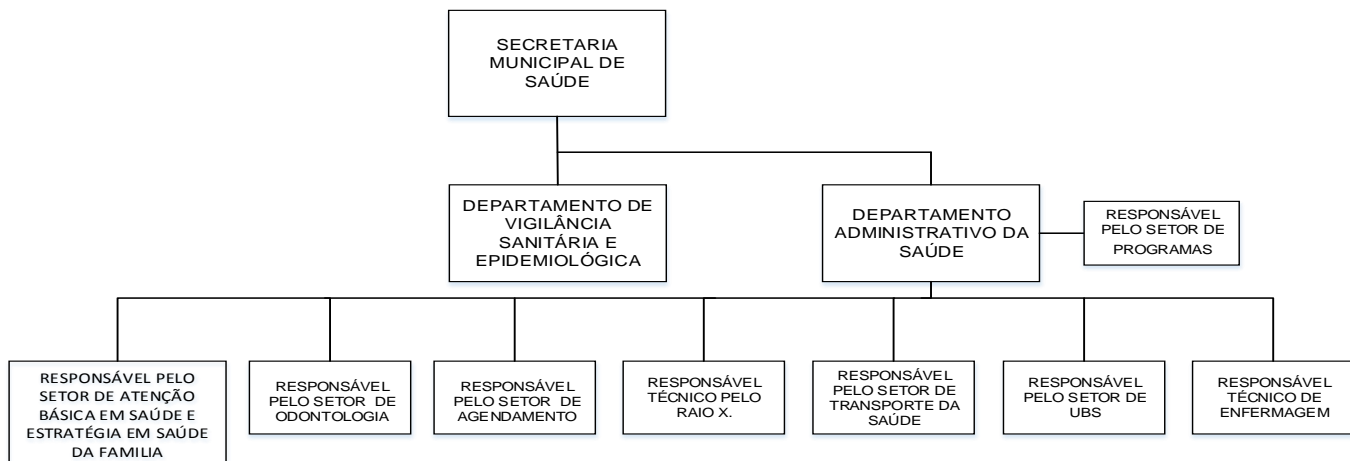 SECRETARIA
MUNICIPAL DE
SAÚDE
DEPARTAMENTO DE
VIGILÂNCIA
SANITÁRIA E
EPIDEMIOLÓGICA
DEPARTAMENTO
ADMINISTRATIVO DA
SAÚDE
RESPONSÁVEL
PELO SETOR DE
PROGRAMAS
RESPONSÁVEL PELO
SETOR DE ATENÇÃO
BÁSICA EM SAÚDE E
ESTRATÉGIA EM SAÚDE
DA FAMILIA
RESPONSÁVEL
PELO SETOR DE
ODONTOLOGIA
RESPONSÁVEL
PELO SETOR DE
AGENDAMENTO
RESPONSÁVEL
TÉCNICO PELO
RAIO X.
RESPONSÁVEL
PELO SETOR DE
TRANSPORTE DA
SAÚDE
RESPONSÁVEL
PELO SETOR DE
UBS
RESPONSÁVEL
TÉCNICO DE
ENFERMAGEM